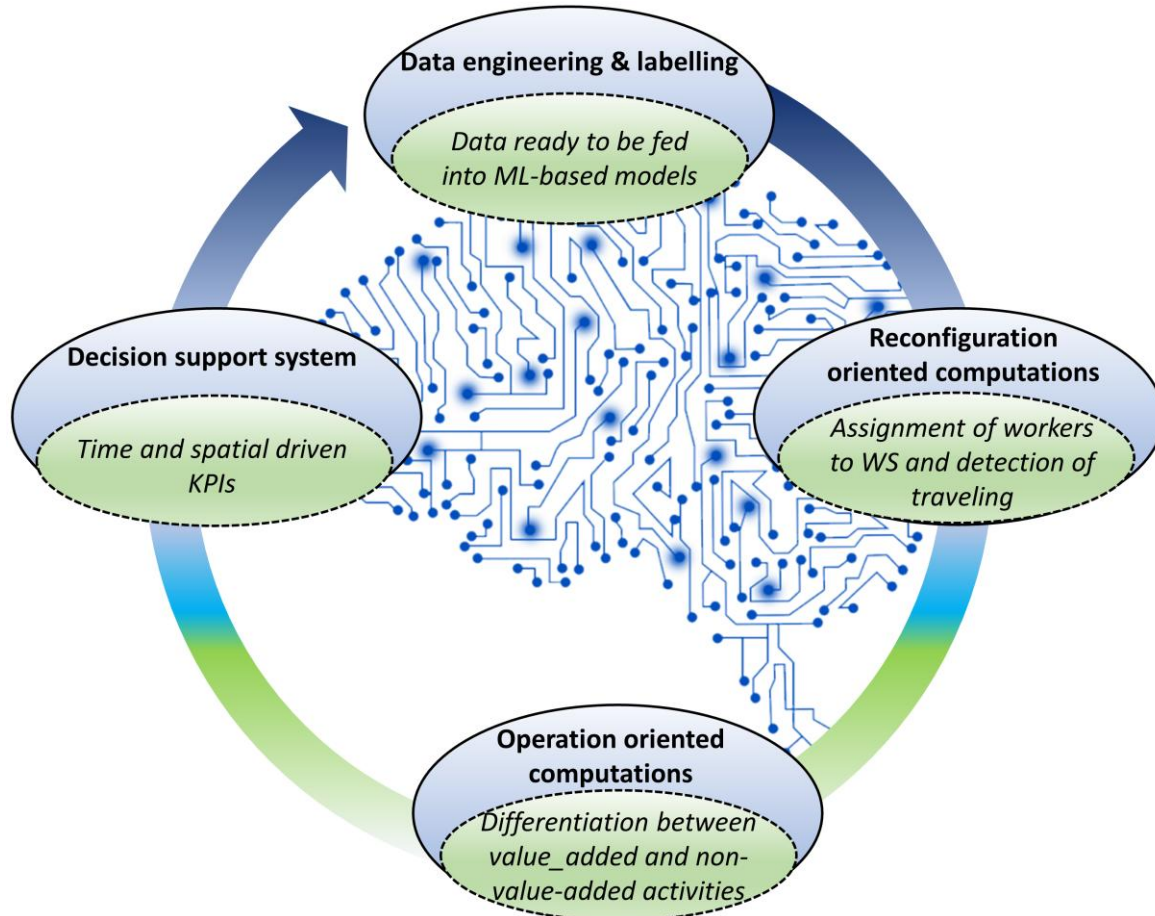 Data engineering & labelling
Data ready to be fed
into ML-based models
Reconfiguration
oriented computations
Assignment of workers
to WS and detection of
traveling
Operation oriented
computations
Differentiation between
value_added and non-
value-added activities
Decision support system
Time and spatial driven
KPIs